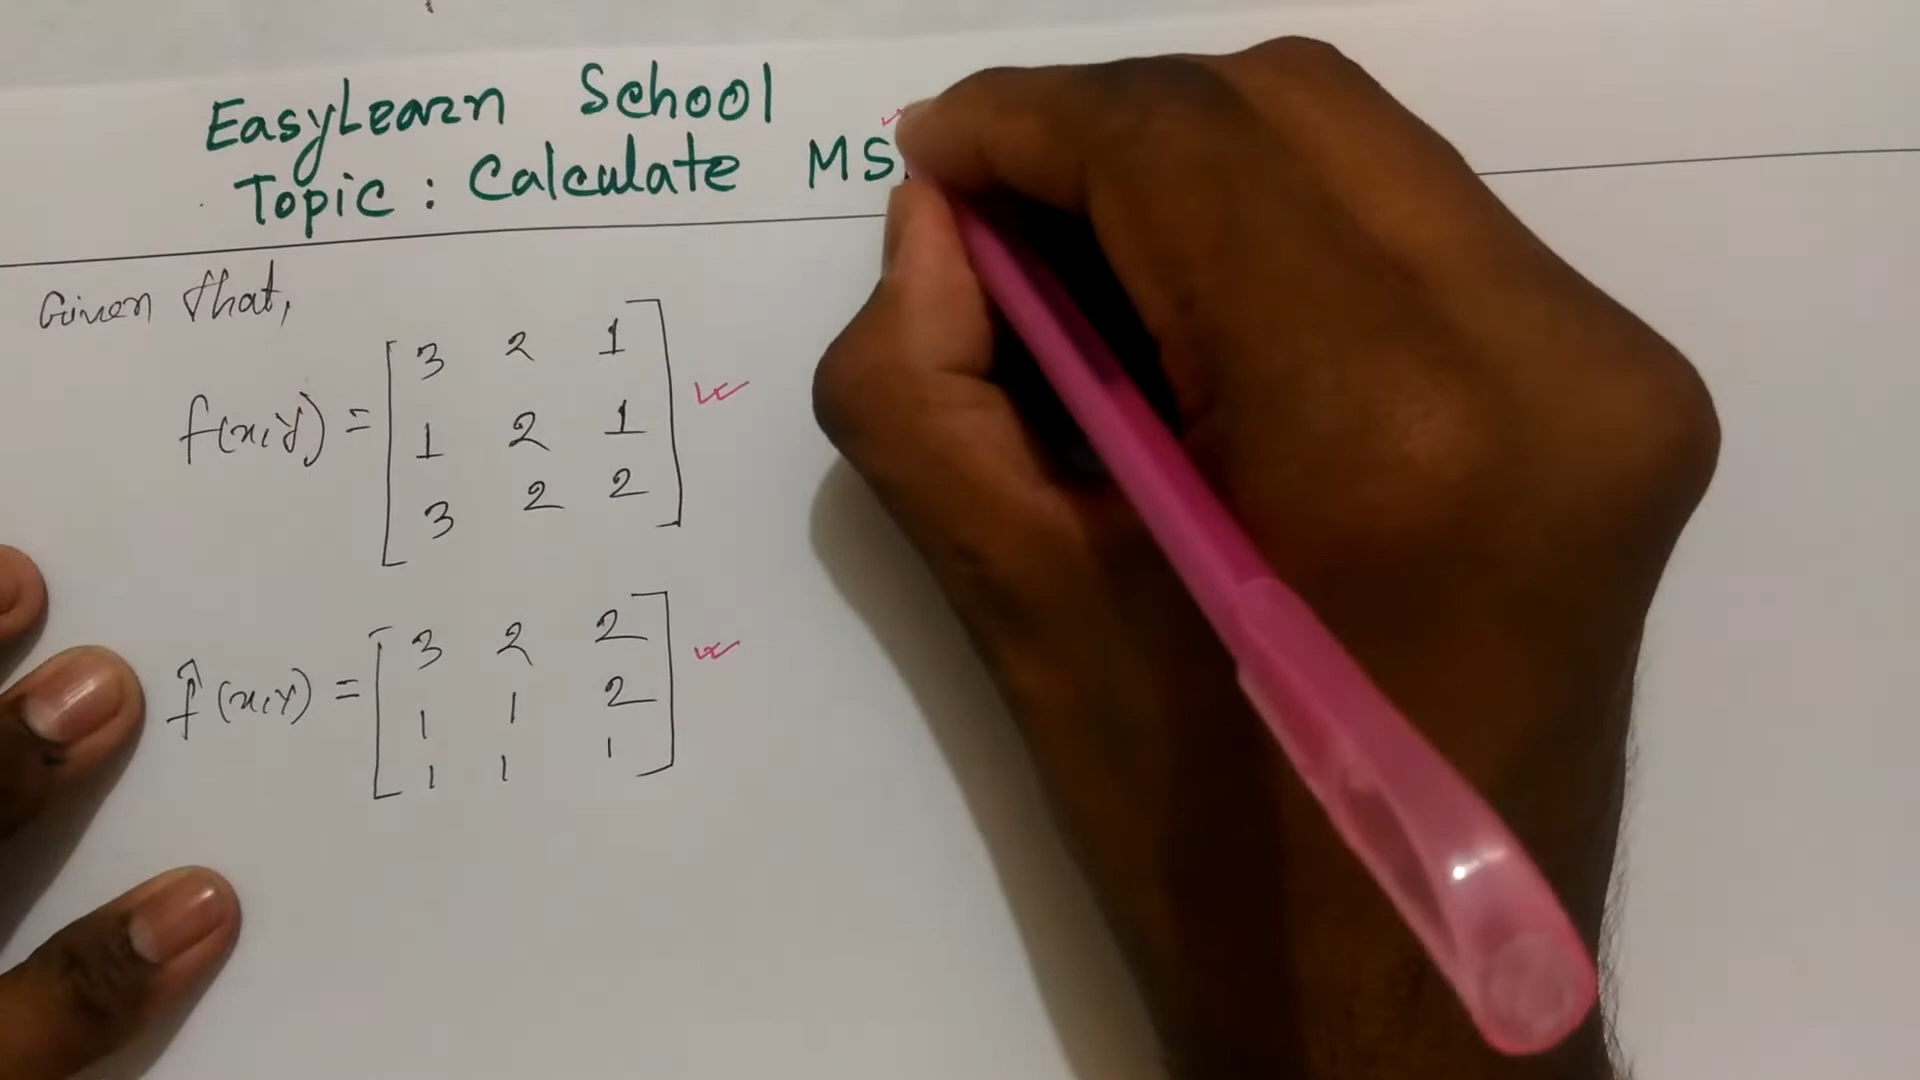 EasyLearn School
Topic: Calculate MS
Given that,
f(x,y) = [3 2 1
1 2 1
3 2 2]
f̂(x,y) = [3 2 2
1 1 2
1 1 1]